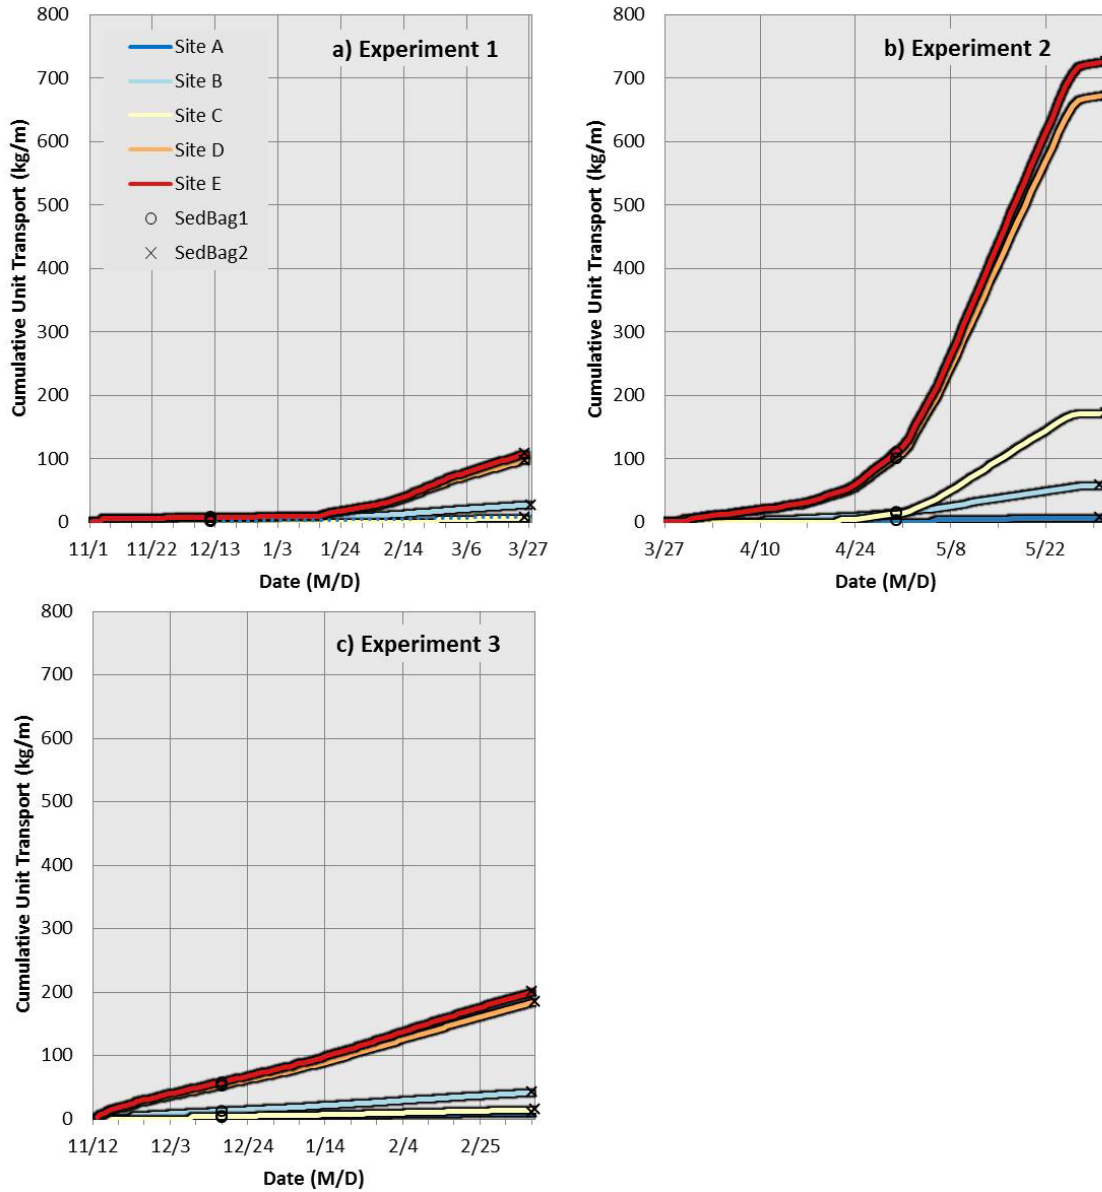 a) Experiment 1
Cumulative Unit Transport (kg/m)
800
700
600
500
400
300
200
100
0
Site A
Site B
Site C
Site D
Site E
SedBag1
SedBag2
11/1 11/22 12/13 1/3 1/24 2/14 3/6 3/27
Date (M/D)
b) Experiment 2
Cumulative Unit Transport (kg/m)
800
700
600
500
400
300
200
100
0
3/27 4/10 4/24 5/8 5/22
Date (M/D)
c) Experiment 3
Cumulative Unit Transport (kg/m)
800
700
600
500
400
300
200
100
0
11/12 12/3 12/24 1/14 2/4 2/25
Date (M/D)